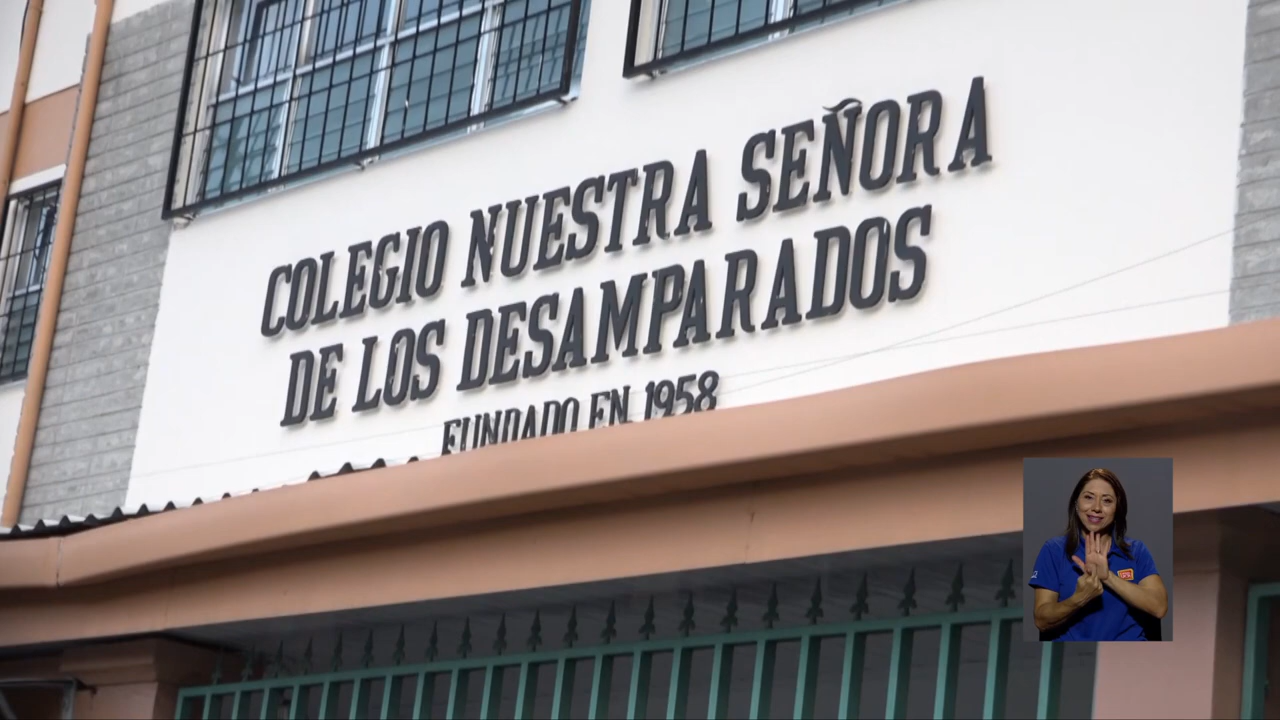 COLEGIO NUESTRA SEÑORA
DE LOS DESAMPARADOS
FUNDADO EN 1958